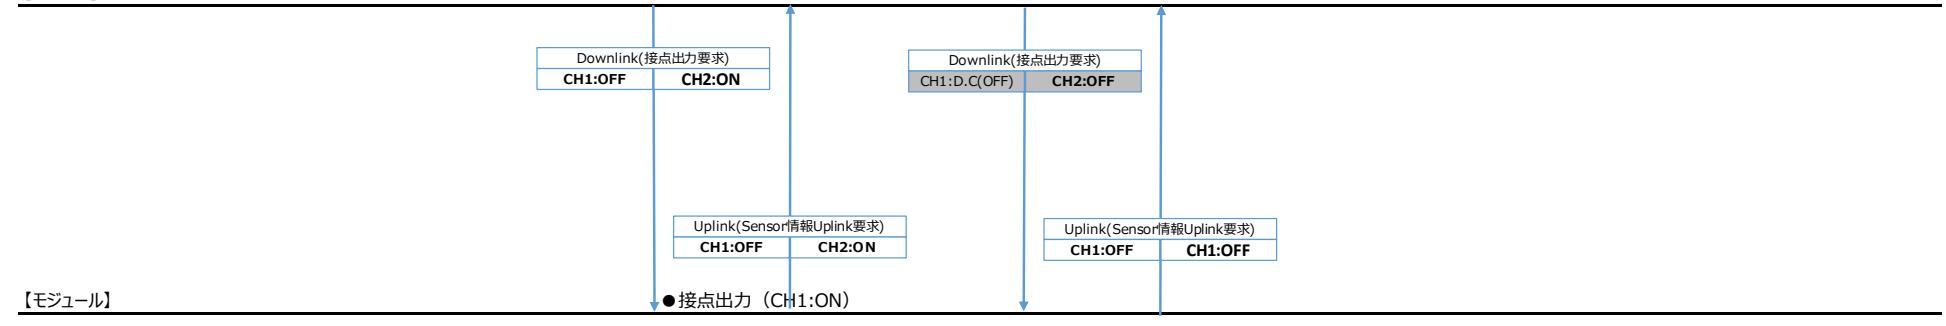 Downlink(接点出力要求)
CH1:OFF CH2:ON
Downlink(接点出力要求)
CH1:D.C(OFF) CH2:OFF
Uplink(Sensor情報Uplink要求)
CH1:OFF CH2:ON
Uplink(Sensor情報Uplink要求)
CH1:OFF CH1:OFF
【モジュール】
●接点出力（CH1:ON）